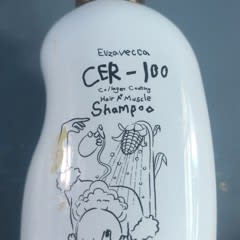 Elizavecca
CER-100
Collagen Coating
Hair A+ Muscle
Shampoo